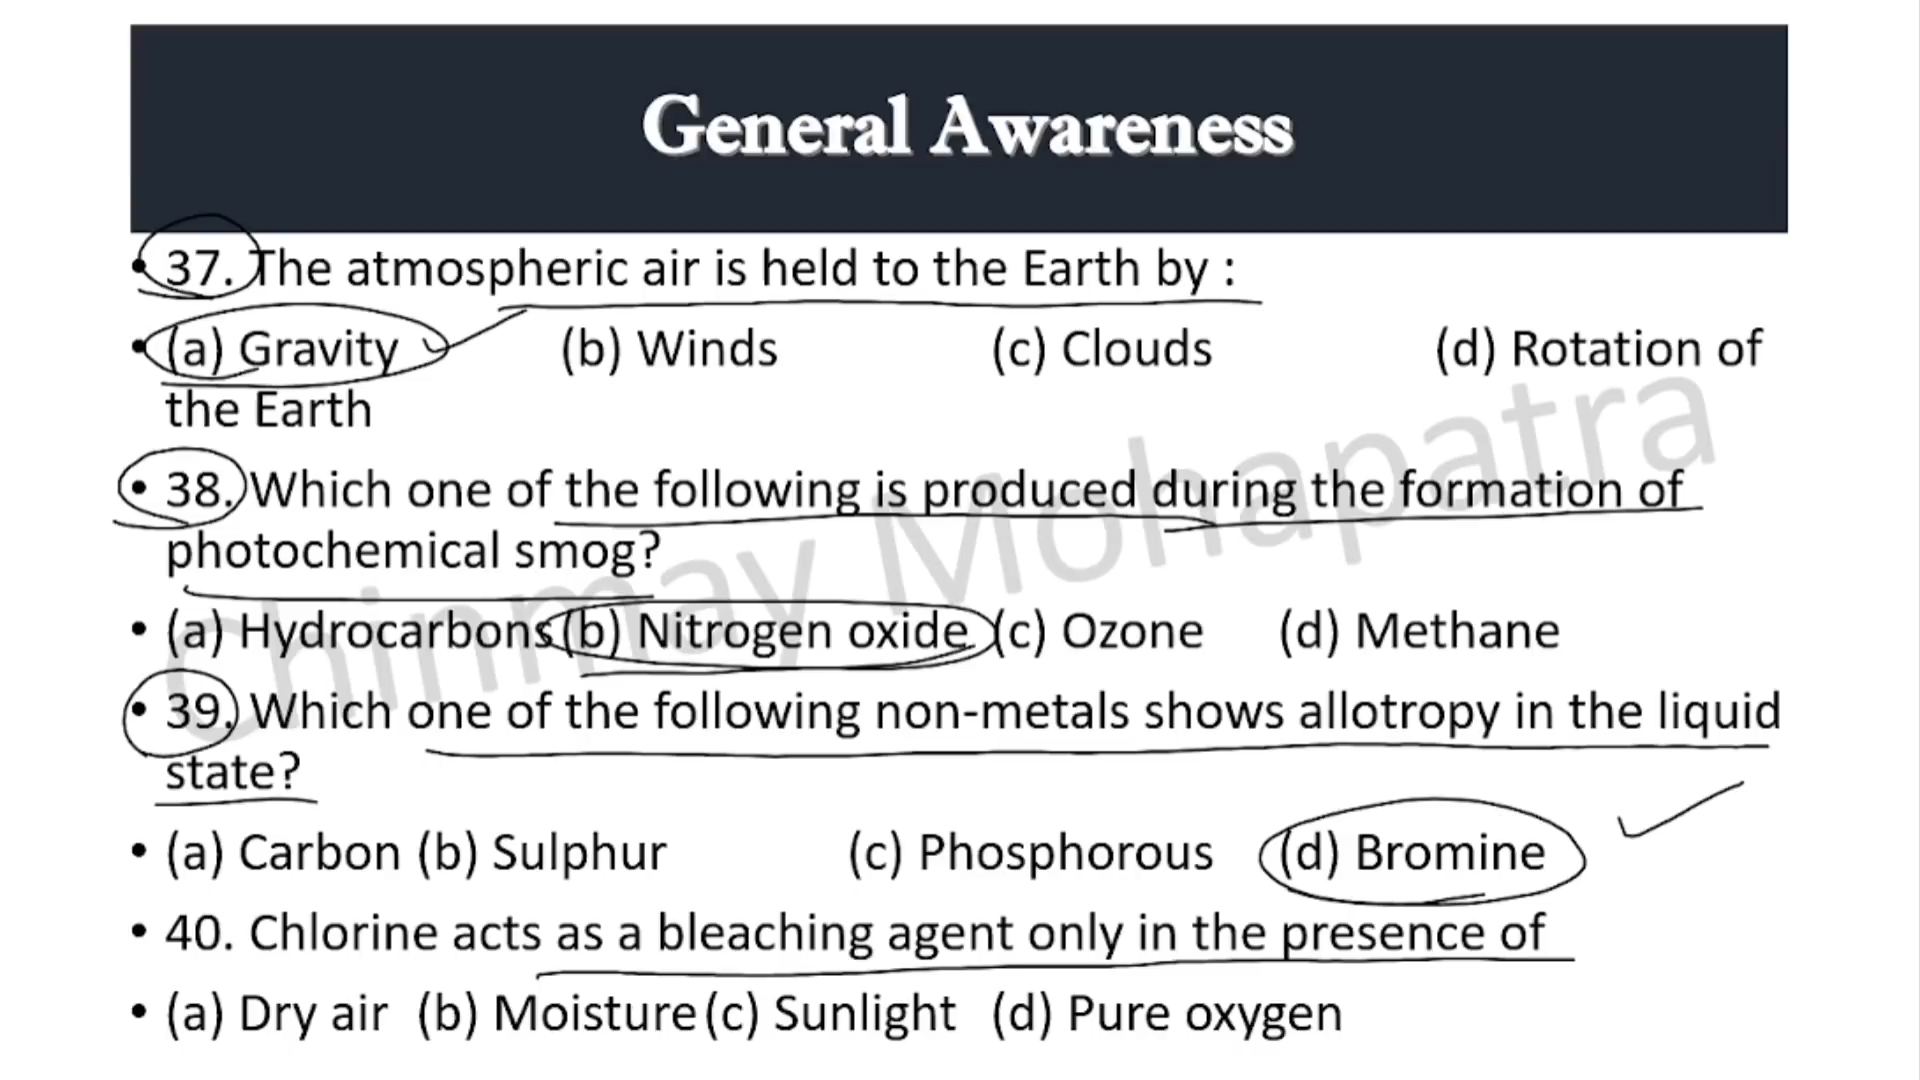 General Awareness
• 37. The atmospheric air is held to the Earth by :
• (a) Gravity (b) Winds (c) Clouds (d) Rotation of
the Earth
• 38. Which one of the following is produced during the formation of
photochemical smog?
• (a) Hydrocarbons (b) Nitrogen oxide (c) Ozone (d) Methane
• 39. Which one of the following non-metals shows allotropy in the liquid
state?
• (a) Carbon (b) Sulphur (c) Phosphorous (d) Bromine
• 40. Chlorine acts as a bleaching agent only in the presence of
• (a) Dry air (b) Moisture (c) Sunlight (d) Pure oxygen
Chinmay Mohapatra